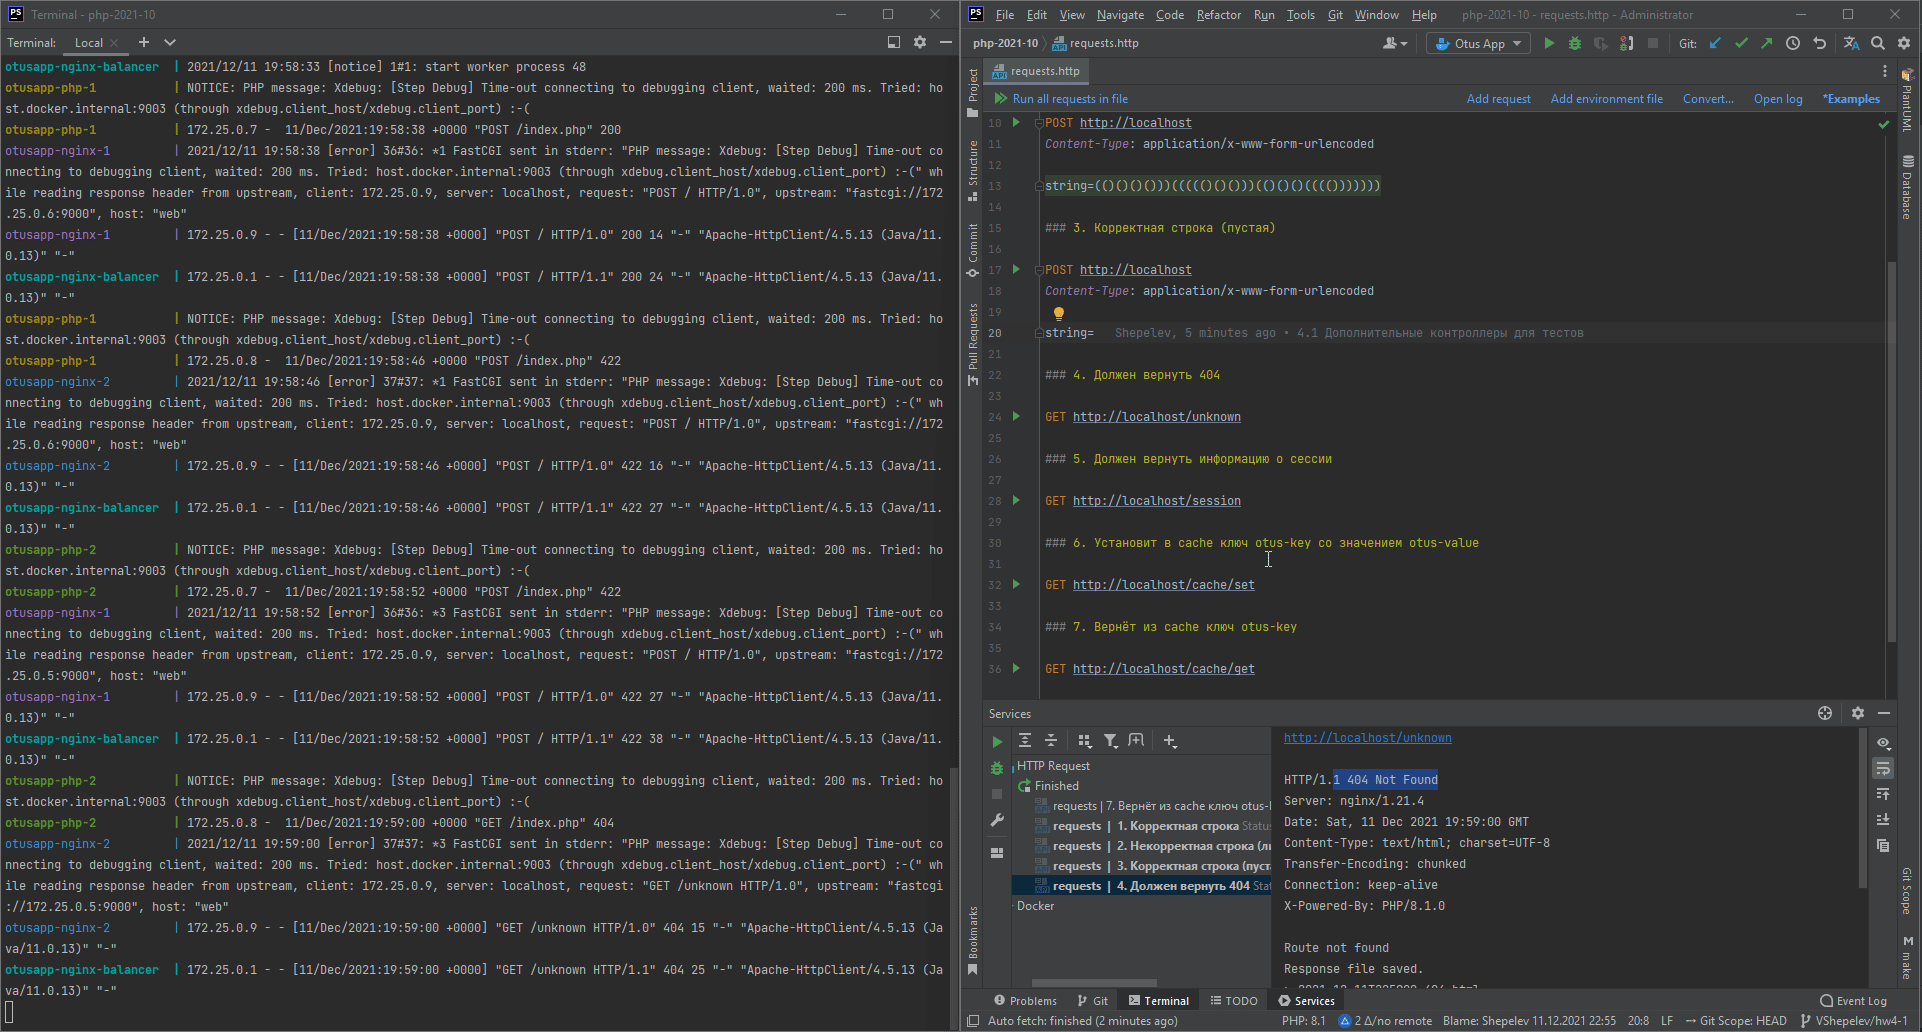 Terminal - php-2021-10
Terminal: Local
otusapp-nginx-balancer | 2021/12/11 19:58:33 [notice] 1#1: start worker process 48
otusapp-php-1 | NOTICE: PHP message: Xdebug: [Step Debug] Time-out connecting to debugging client, waited: 200 ms. Tried: ho
st.docker.internal:9003 (through xdebug.client_host/xdebug.client_port) :-(
otusapp-php-1 | 172.25.0.7 - 11/Dec/2021:19:58:38 +0000 "POST /index.php" 200
otusapp-nginx-1 | 2021/12/11 19:58:38 [error] 36#36: *1 FastCGI sent in stderr: "PHP message: Xdebug: [Step Debug] Time-out co
nnecting to debugging client, waited: 200 ms. Tried: host.docker.internal:9003 (through xdebug.client_host/xdebug.client_port) :-(" wh
ile reading response header from upstream, client: 172.25.0.9, server: localhost, request: "POST / HTTP/1.0", upstream: "fastcgi://172
.25.0.6:9000", host: "web"
otusapp-nginx-1 | 172.25.0.9 - - [11/Dec/2021:19:58:38 +0000] "POST / HTTP/1.0" 200 14 "-" "Apache-HttpClient/4.5.13 (Java/11.
0.13)" "-"
otusapp-nginx-balancer | 172.25.0.1 - - [11/Dec/2021:19:58:38 +0000] "POST / HTTP/1.1" 200 24 "-" "Apache-HttpClient/4.5.13 (Java/11.
0.13)" "-"
otusapp-php-1 | NOTICE: PHP message: Xdebug: [Step Debug] Time-out connecting to debugging client, waited: 200 ms. Tried: ho
st.docker.internal:9003 (through xdebug.client_host/xdebug.client_port) :-(
otusapp-php-1 | 172.25.0.8 - 11/Dec/2021:19:58:46 +0000 "POST /index.php" 422
otusapp-nginx-2 | 2021/12/11 19:58:46 [error] 37#37: *1 FastCGI sent in stderr: "PHP message: Xdebug: [Step Debug] Time-out co
nnecting to debugging client, waited: 200 ms. Tried: host.docker.internal:9003 (through xdebug.client_host/xdebug.client_port) :-(" wh
ile reading response header from upstream, client: 172.25.0.9, server: localhost, request: "POST / HTTP/1.0", upstream: "fastcgi://172
.25.0.6:9000", host: "web"
otusapp-nginx-2 | 172.25.0.9 - - [11/Dec/2021:19:58:46 +0000] "POST / HTTP/1.0" 422 16 "-" "Apache-HttpClient/4.5.13 (Java/11.
0.13)" "-"
otusapp-nginx-balancer | 172.25.0.1 - - [11/Dec/2021:19:58:46 +0000] "POST / HTTP/1.1" 422 27 "-" "Apache-HttpClient/4.5.13 (Java/11.
0.13)" "-"
otusapp-php-2 | NOTICE: PHP message: Xdebug: [Step Debug] Time-out connecting to debugging client, waited: 200 ms. Tried: ho
st.docker.internal:9003 (through xdebug.client_host/xdebug.client_port) :-(
otusapp-php-2 | 172.25.0.7 - 11/Dec/2021:19:58:52 +0000 "POST /index.php" 422
otusapp-nginx-1 | 2021/12/11 19:58:52 [error] 36#36: *3 FastCGI sent in stderr: "PHP message: Xdebug: [Step Debug] Time-out co
nnecting to debugging client, waited: 200 ms. Tried: host.docker.internal:9003 (through xdebug.client_host/xdebug.client_port) :-(" wh
ile reading response header from upstream, client: 172.25.0.9, server: localhost, request: "POST / HTTP/1.0", upstream: "fastcgi://172
.25.0.5:9000", host: "web"
otusapp-nginx-1 | 172.25.0.9 - - [11/Dec/2021:19:58:52 +0000] "POST / HTTP/1.0" 422 27 "-" "Apache-HttpClient/4.5.13 (Java/11.
0.13)" "-"
otusapp-nginx-balancer | 172.25.0.1 - - [11/Dec/2021:19:58:52 +0000] "POST / HTTP/1.1" 422 38 "-" "Apache-HttpClient/4.5.13 (Java/11.
0.13)" "-"
otusapp-php-2 | NOTICE: PHP message: Xdebug: [Step Debug] Time-out connecting to debugging client, waited: 200 ms. Tried: ho
st.docker.internal:9003 (through xdebug.client_host/xdebug.client_port) :-(
otusapp-php-2 | 172.25.0.8 - 11/Dec/2021:19:59:00 +0000 "GET /index.php" 404
otusapp-nginx-2 | 2021/12/11 19:59:00 [error] 37#37: *3 FastCGI sent in stderr: "PHP message: Xdebug: [Step Debug] Time-out co
nnecting to debugging client, waited: 200 ms. Tried: host.docker.internal:9003 (through xdebug.client_host/xdebug.client_port) :-(" wh
ile reading response header from upstream, client: 172.25.0.9, server: localhost, request: "GET /unknown HTTP/1.0", upstream: "fastcgi
://172.25.0.5:9000", host: "web"
otusapp-nginx-2 | 172.25.0.9 - - [11/Dec/2021:19:59:00 +0000] "GET /unknown HTTP/1.0" 404 15 "-" "Apache-HttpClient/4.5.13 (Ja
va/11.0.13)" "-"
otusapp-nginx-balancer | 172.25.0.1 - - [11/Dec/2021:19:59:00 +0000] "GET /unknown HTTP/1.1" 404 25 "-" "Apache-HttpClient/4.5.13 (Ja
va/11.0.13)" "-"
File Edit View Navigate Code Refactor Run Tools Git Window Help php-2021-10 - requests.http - Administrator
php-2021-10 requests.http Otus App Git:
requests.http
Run all requests in file Add request Add environment file Convert... Open log *Examples
10 POST http://localhost
11 Content-Type: application/x-www-form-urlencoded
12
13 string=(()()()()))((((()()()))(()()()(((()))))))
14
15 ### 3. Корректная строка (пустая)
16
17 POST http://localhost
18 Content-Type: application/x-www-form-urlencoded
19
20 string= Shepelev, 5 minutes ago • 4.1 Дополнительные контроллеры для тестов
21
22 ### 4. Должен вернуть 404
23
24 GET http://localhost/unknown
25
26 ### 5. Должен вернуть информацию о сессии
27
28 GET http://localhost/session
29
30 ### 6. Установит в cache ключ otus-key со значением otus-value
31
32 GET http://localhost/cache/set
33
34 ### 7. Вернёт из cache ключ otus-key
35
36 GET http://localhost/cache/get
Project
Structure
Commit
Pull Requests
Bookmarks
PlantUML
Database
Git Scope
make
Services
HTTP Request
Finished
requests | 7. Вернёт из cache ключ otus-
requests | 1. Корректная строка Status
requests | 2. Некорректная строка (ли
requests | 3. Корректная строка (пуст
requests | 4. Должен вернуть 404 Stat
Docker
http://localhost/unknown
HTTP/1.1 404 Not Found
Server: nginx/1.21.4
Date: Sat, 11 Dec 2021 19:59:00 GMT
Content-Type: text/html; charset=UTF-8
Transfer-Encoding: chunked
Connection: keep-alive
X-Powered-By: PHP/8.1.0
Route not found
Response file saved.
Problems Git Terminal TODO Services Event Log
Auto fetch: finished (2 minutes ago) PHP: 8.1 2 Δ/no remote Blame: Shepelev 11.12.2021 22:55 20:8 LF Git Scope: HEAD VShepelev/hw4-1